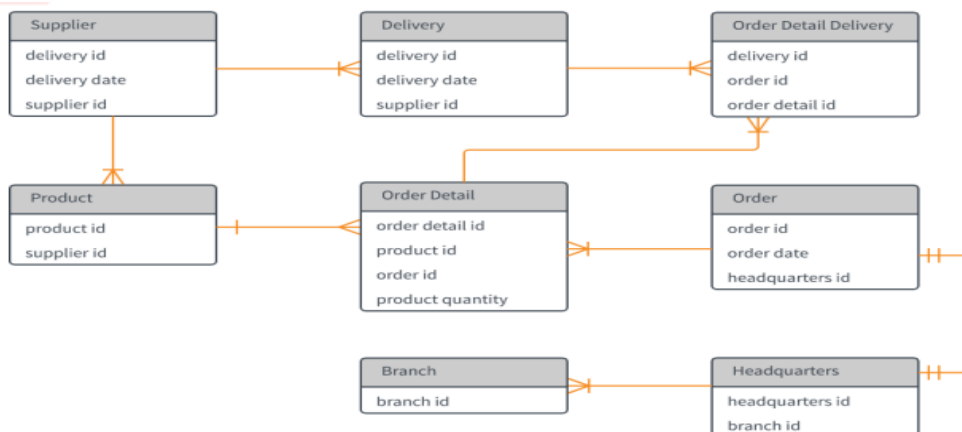 Supplier
delivery id
delivery date
supplier id
Delivery
delivery id
delivery date
supplier id
Order Detail Delivery
delivery id
order id
order detail id
Product
product id
supplier id
Order Detail
order detail id
product id
order id
product quantity
Order
order id
order date
headquarters id
Branch
branch id
Headquarters
headquarters id
branch id